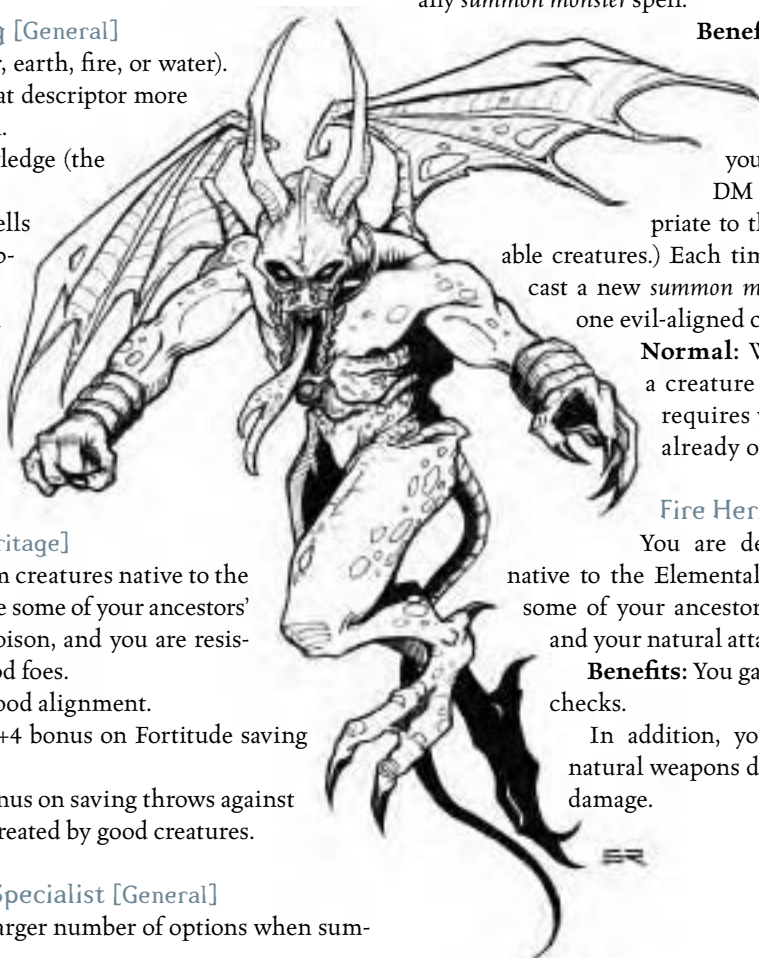 g [General]
, earth, fire, or water).
at descriptor more
ledge (the
ells
p-
ritage]
n creatures native to the
e some of your ancestors'
oison, and you are resis-
od foes.
ood alignment.
+4 bonus on Fortitude saving
nus on saving throws against
reated by good creatures.
Specialist [General]
arger number of options when sum-
any summon monster spell.
Benef
you
DM
priate to th
able creatures.) Each tim
cast a new summon m
one evil-aligned c
Normal: W
a creature
requires
already o
Fire Her
You are de
native to the Elemental
some of your ancestor
and your natural atta
Benefits: You ga
checks.
In addition, yo
natural weapons d
damage.
SR